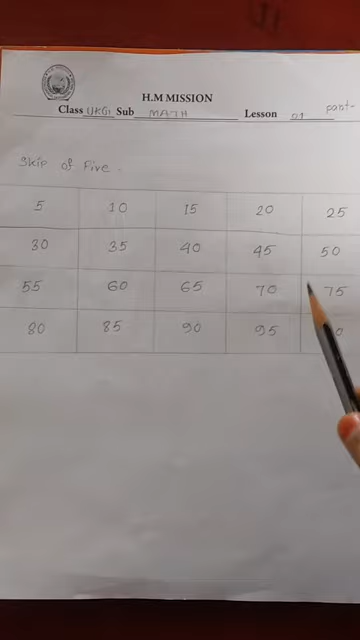 H.M MISSION
Class UKG Sub MATH Lesson 01 part-
Skip of Five -
5 10 15 20 25
30 35 40 45 50
55 60 65 70 75
80 85 90 95 0